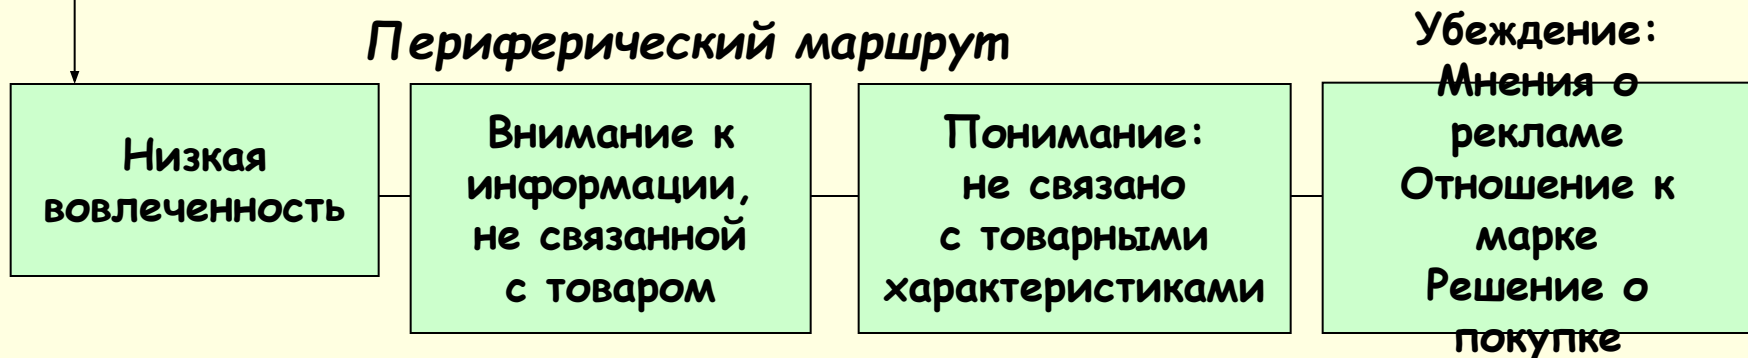 Периферический маршрут
Низкая
вовлеченность
Внимание к
информации,
не связанной
с товаром
Понимание:
не связано
с товарными
характеристиками
Убеждение:
Мнения о
рекламе
Отношение к
марке
Решение о
покупке